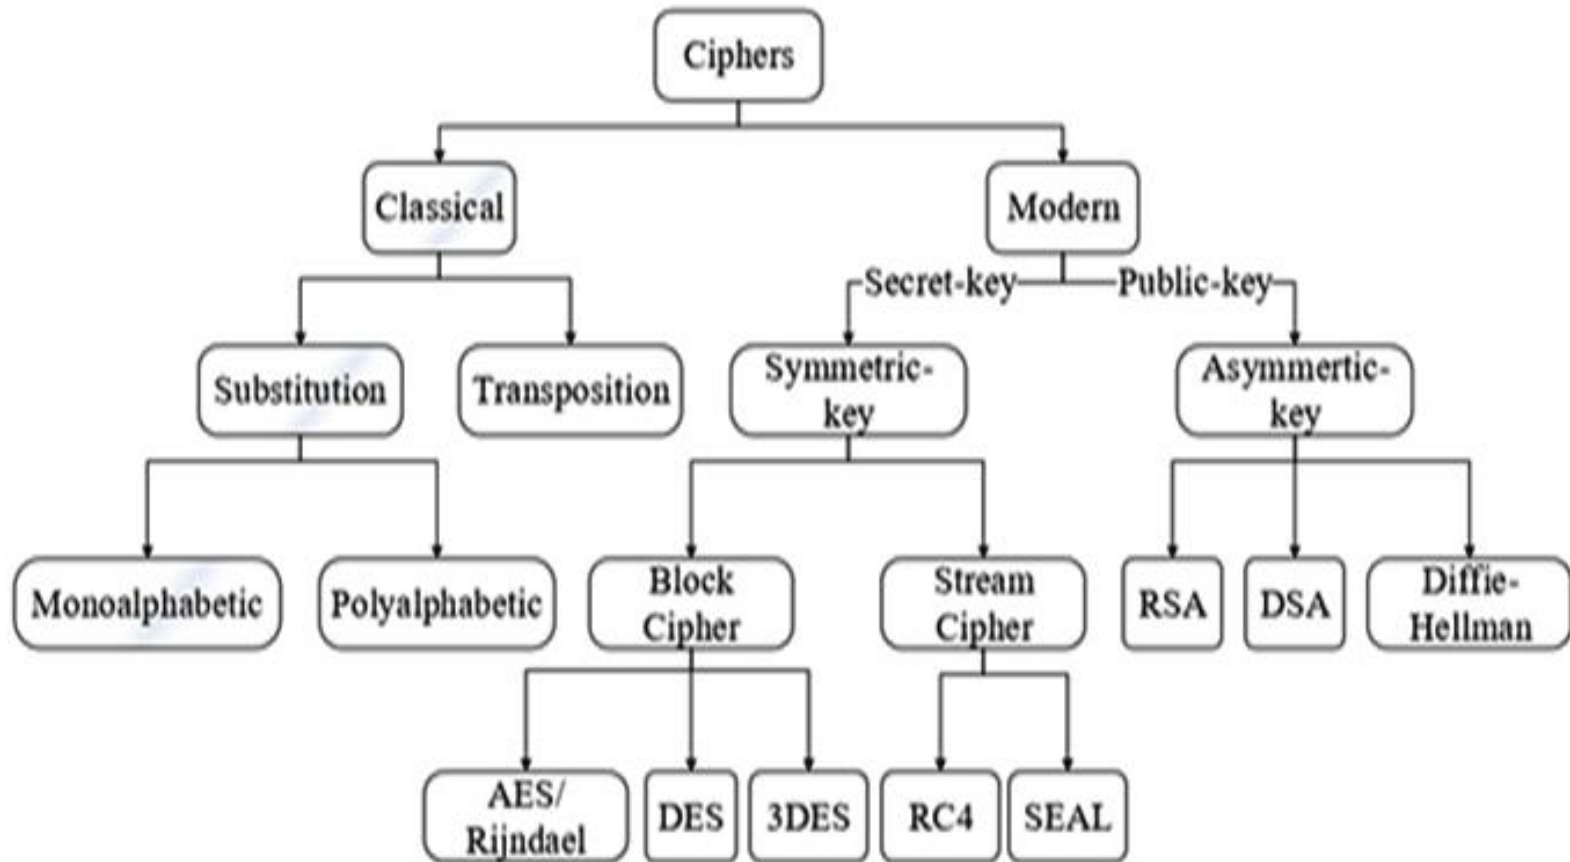 Ciphers
Classical
Modern
Secret-key
Public-key
Substitution
Transposition
Symmetric-
key
Asymmertic-
key
Monoalphabetic
Polyalphabetic
Block
Cipher
Stream
Cipher
RSA
DSA
Diffie-
Hellman
AES/
Rijndael
DES
3DES
RC4
SEAL